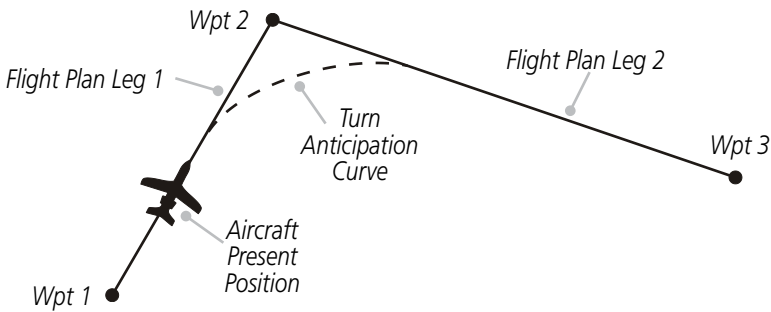 Wpt 2
Flight Plan Leg 1
Flight Plan Leg 2
Turn
Anticipation
Curve
Wpt 3
Aircraft
Present
Position
Wpt 1